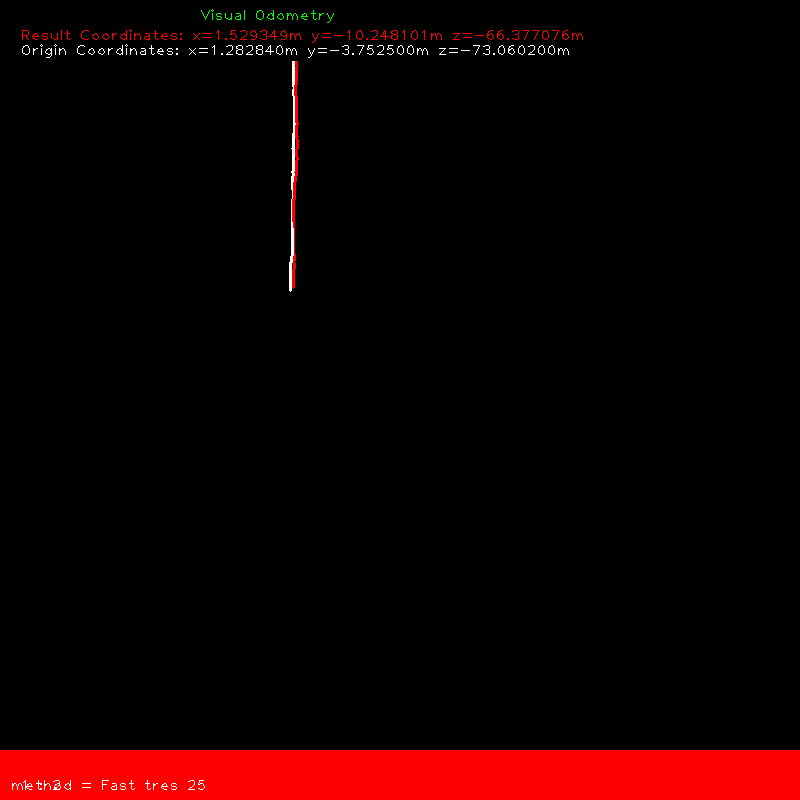 Visual Odometry
Result Coordinates: x=1.529349m y=-10.248101m z=-66.377076m
Origin Coordinates: x=1.282840m y=-3.752500m z=-73.060200m
= Fast tres 25